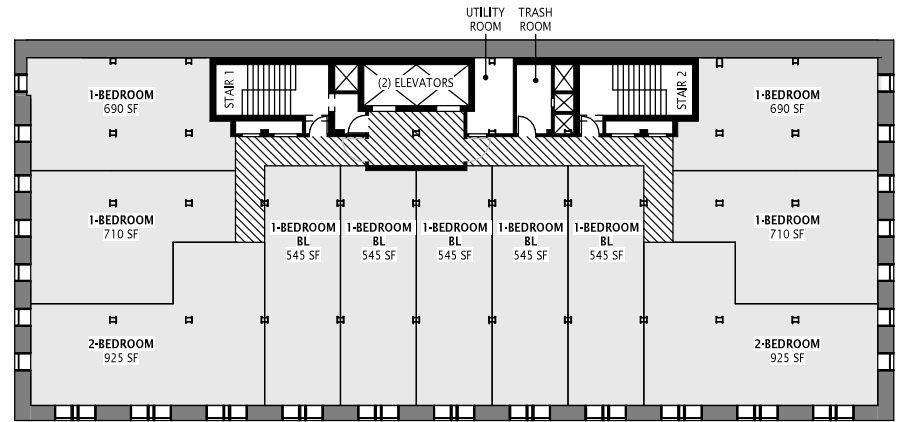 UTILITY
ROOM
TRASH
ROOM
STAIR 1
(2) ELEVATORS
STAIR 2
1-BEDROOM
690 SF
1-BEDROOM
690 SF
1-BEDROOM
710 SF
1-BEDROOM
BL
545 SF
1-BEDROOM
BL
545 SF
1-BEDROOM
BL
545 SF
1-BEDROOM
BL
545 SF
1-BEDROOM
BL
545 SF
1-BEDROOM
710 SF
2-BEDROOM
925 SF
2-BEDROOM
925 SF